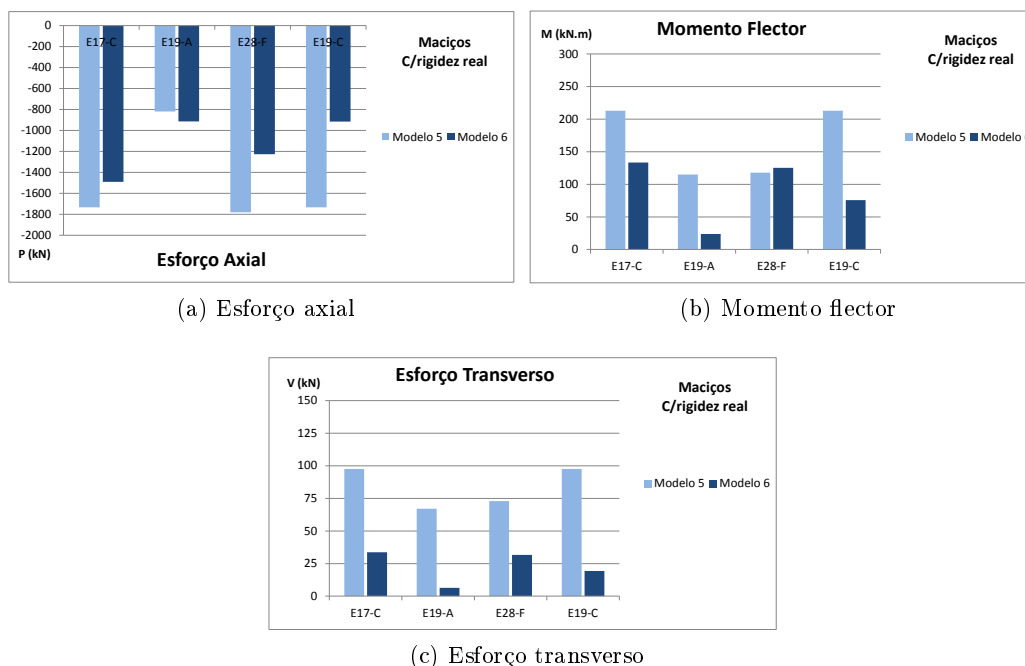 0
-200
-400
-600
-800
-1000
-1200
-1400
-1600
-1800
-2000
P (kN)
E17-C E19-A E28-F E19-C
Maciços
C/rigidez real
Modelo 5 Modelo 6
Esforço Axial
(a) Esforço axial
M (kN.m)
Momento Flector
300
250
200
150
100
50
0
E17-C E19-A E28-F E19-C
Maciços
C/rigidez real
Modelo 5 Modelo
(b) Momento flector
V (kN)
Esforço Transverso
150
125
100
75
50
25
0
E17-C E19-A E28-F E19-C
Maciços
C/rigidez real
Modelo 5 Modelo 6
(c) Esforço transverso